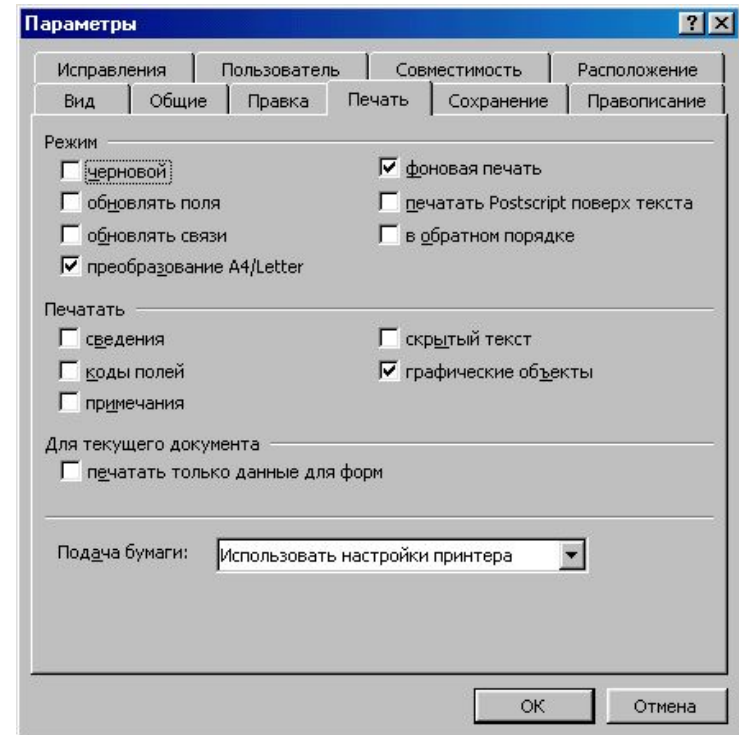 Параметры
Исправления Пользователь Совместимость Расположение
Вид Общие Правка Печать Сохранение Правописание
Режим
черновой фоновая печать
обновлять поля печатать Postscript поверх текста
обновлять связи в обратном порядке
преобразование A4/Letter
Печатать
сведения скрытый текст
коды полей графические объекты
примечания
Для текущего документа
печатать только данные для форм
Подача бумаги: Использовать настройки принтера
ОК Отмена